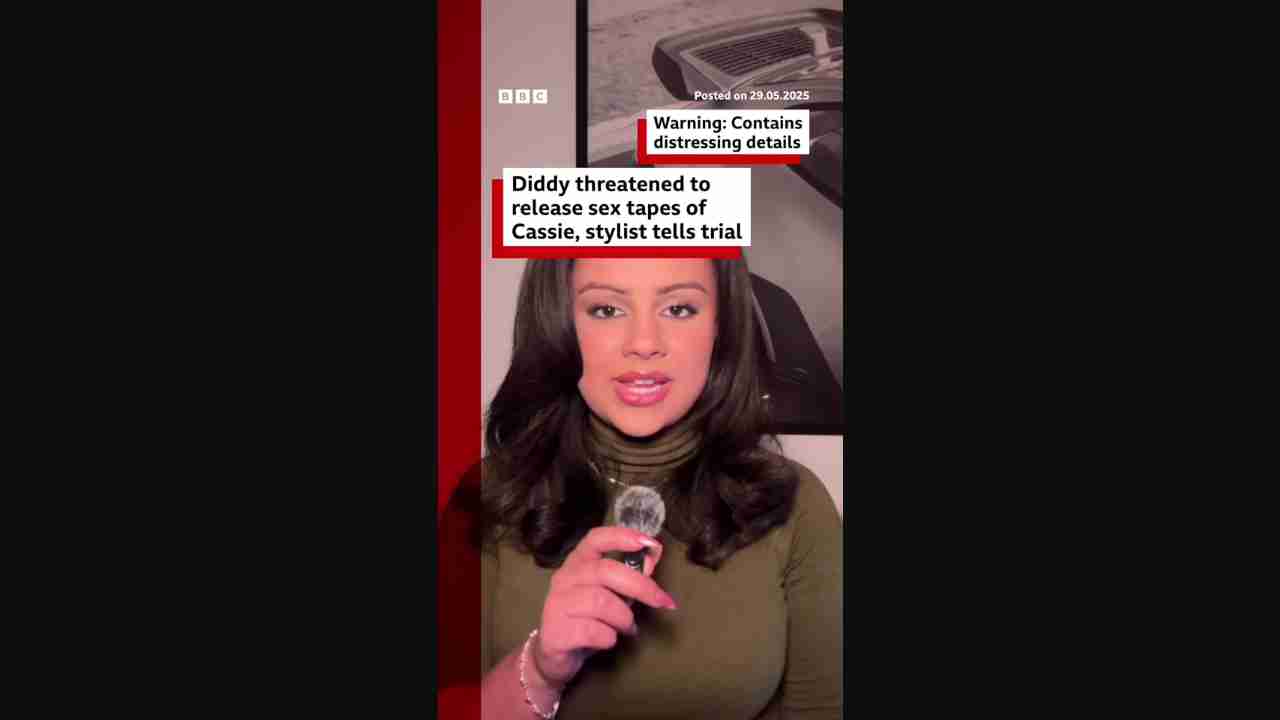 BBC
Posted on 29.05.2025
Warning: Contains
distressing details
Diddy threatened to
release sex tapes of
Cassie, stylist tells trial